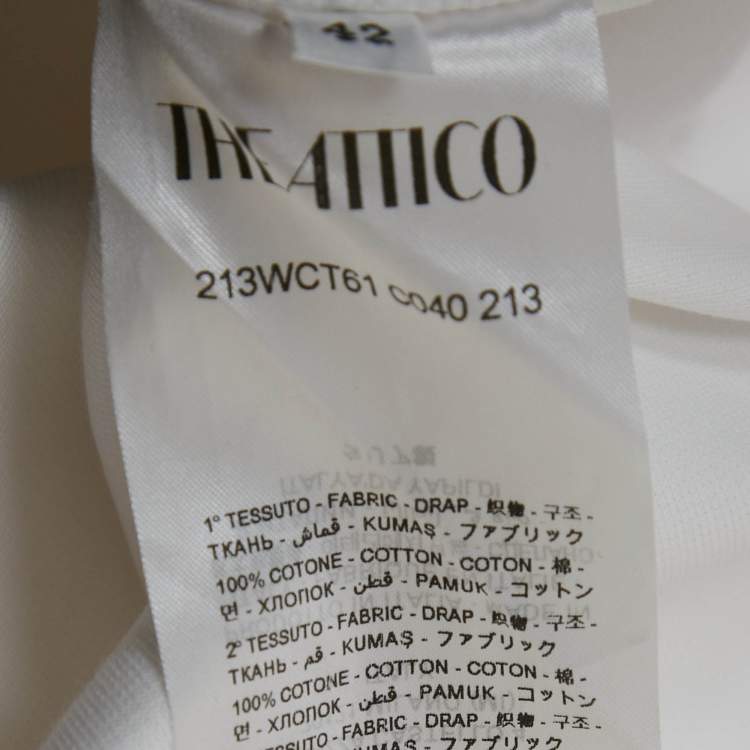 42
THE ATTICO
213WCT61 C040 213
1° TESSUTO - FABRIC - DRAP - 织物 - 구조 -
ТКАНЬ - قماش - KUMAŞ - ファブリック
100% COTONE - COTTON - COTON - 棉 -
면 - ХЛОПОК - قطن - PAMUK - コットン
2° TESSUTO - FABRIC - DRAP - 织物 - 구조 -
ТКАНЬ - قم - KUMAŞ - ファブリック
100% COTONE - COTTON - COTON - 棉 -
면 - ХЛОПОК - قطن - PAMUK - コットン
TESSUTO - FABRIC - DRAP - 织物 - 구조 -
KUMAŞ - ファブリック